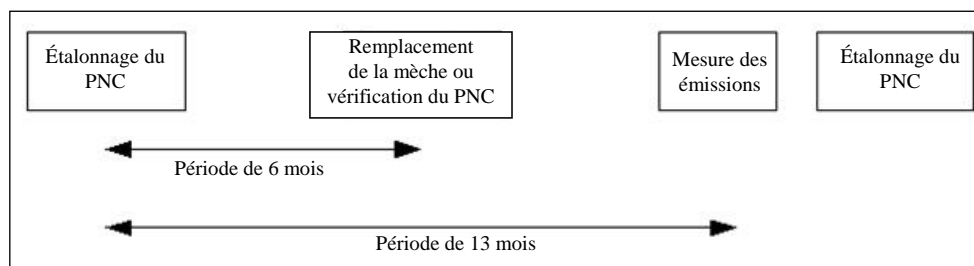 Étalonnage du
PNC
Remplacement
de la mèche ou
vérification du PNC
Mesure des
émissions
Étalonnage du
PNC
Période de 6 mois
Période de 13 mois